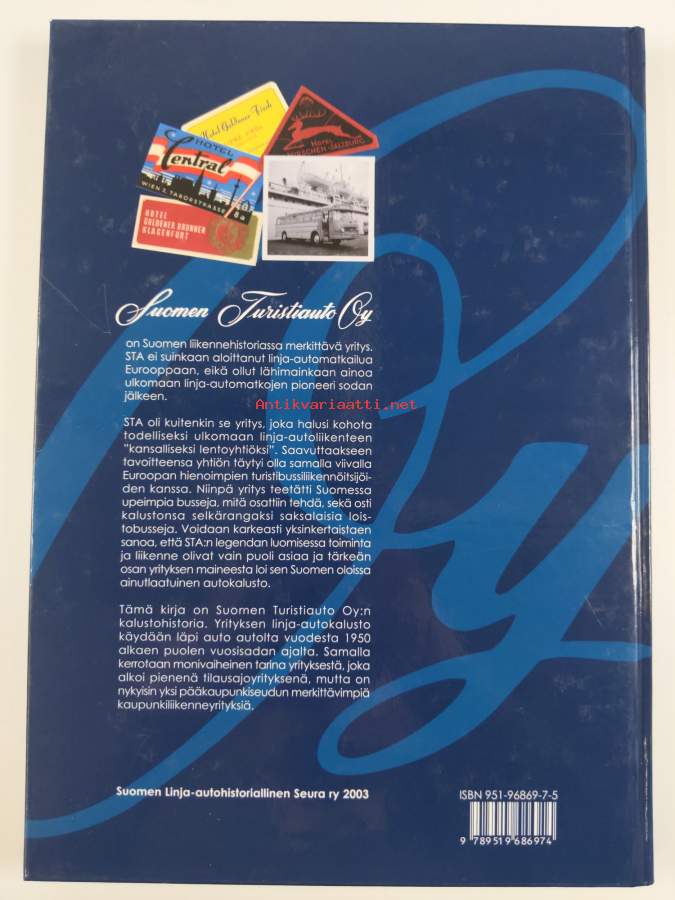 Hotel Goldener Hirsch
HOTEL
HIRSCHEN-SALZBURG
HOTEL
Central
WIEN 2, TABORSTRASSE 8a
HOTEL
GOLDENER BRUNNEN
KLAGENFURT
Suomen Turistiauto Oy
on Suomen liikennehistoriassa merkittävä yritys.
STA ei suinkaan aloittanut linja-automatkailua
Eurooppaan, eikä ollut lähimainkaan ainoa
ulkomaan linja-automatkojen pioneeri sodan
jälkeen.
Antikvariaatti.net
STA oli kuitenkin se yritys, joka halusi kohota
todelliseksi ulkomaan linja-autoliikenteen
"kansalliseksi lentoyhtiöksi". Saavuttaakseen
tavoitteensa yhtiön täytyi olla samalla viivalla
Euroopan hienoimpien turistibussiliikennöitsijöi-
den kanssa. Niinpä yritys teetätti Suomessa
upeimpia busseja, mitä osattiin tehdä, sekä osti
kalustonsa selkärangaksi saksalaisia lois-
tobusseja. Voidaan karkeasti yksinkertaistaen
sanoa, että STA:n legendan luomisessa toiminta
ja liikenne olivat vain puoli asiaa ja tärkeän
osan yrityksen maineesta loi sen Suomen oloissa
ainutlaatuinen autokalusto.
Tämä kirja on Suomen Turistiauto Oy:n
kalustohistoria. Yrityksen linja-autokalusto
käydään läpi auto autolta vuodesta 1950
alkaen puolen vuosisadan ajalta. Samalla
kerrotaan monivaiheinen tarina yrityksestä, joka
alkoi pienenä tilausajoyrityksenä, mutta on
nykyisin yksi pääkaupunkiseudun merkittävimpiä
kaupunkiliikenneyrityksiä.
Suomen Linja-autohistoriallinen Seura ry 2003
ISBN 951-96869-7-5
9 789519 686974
Oy